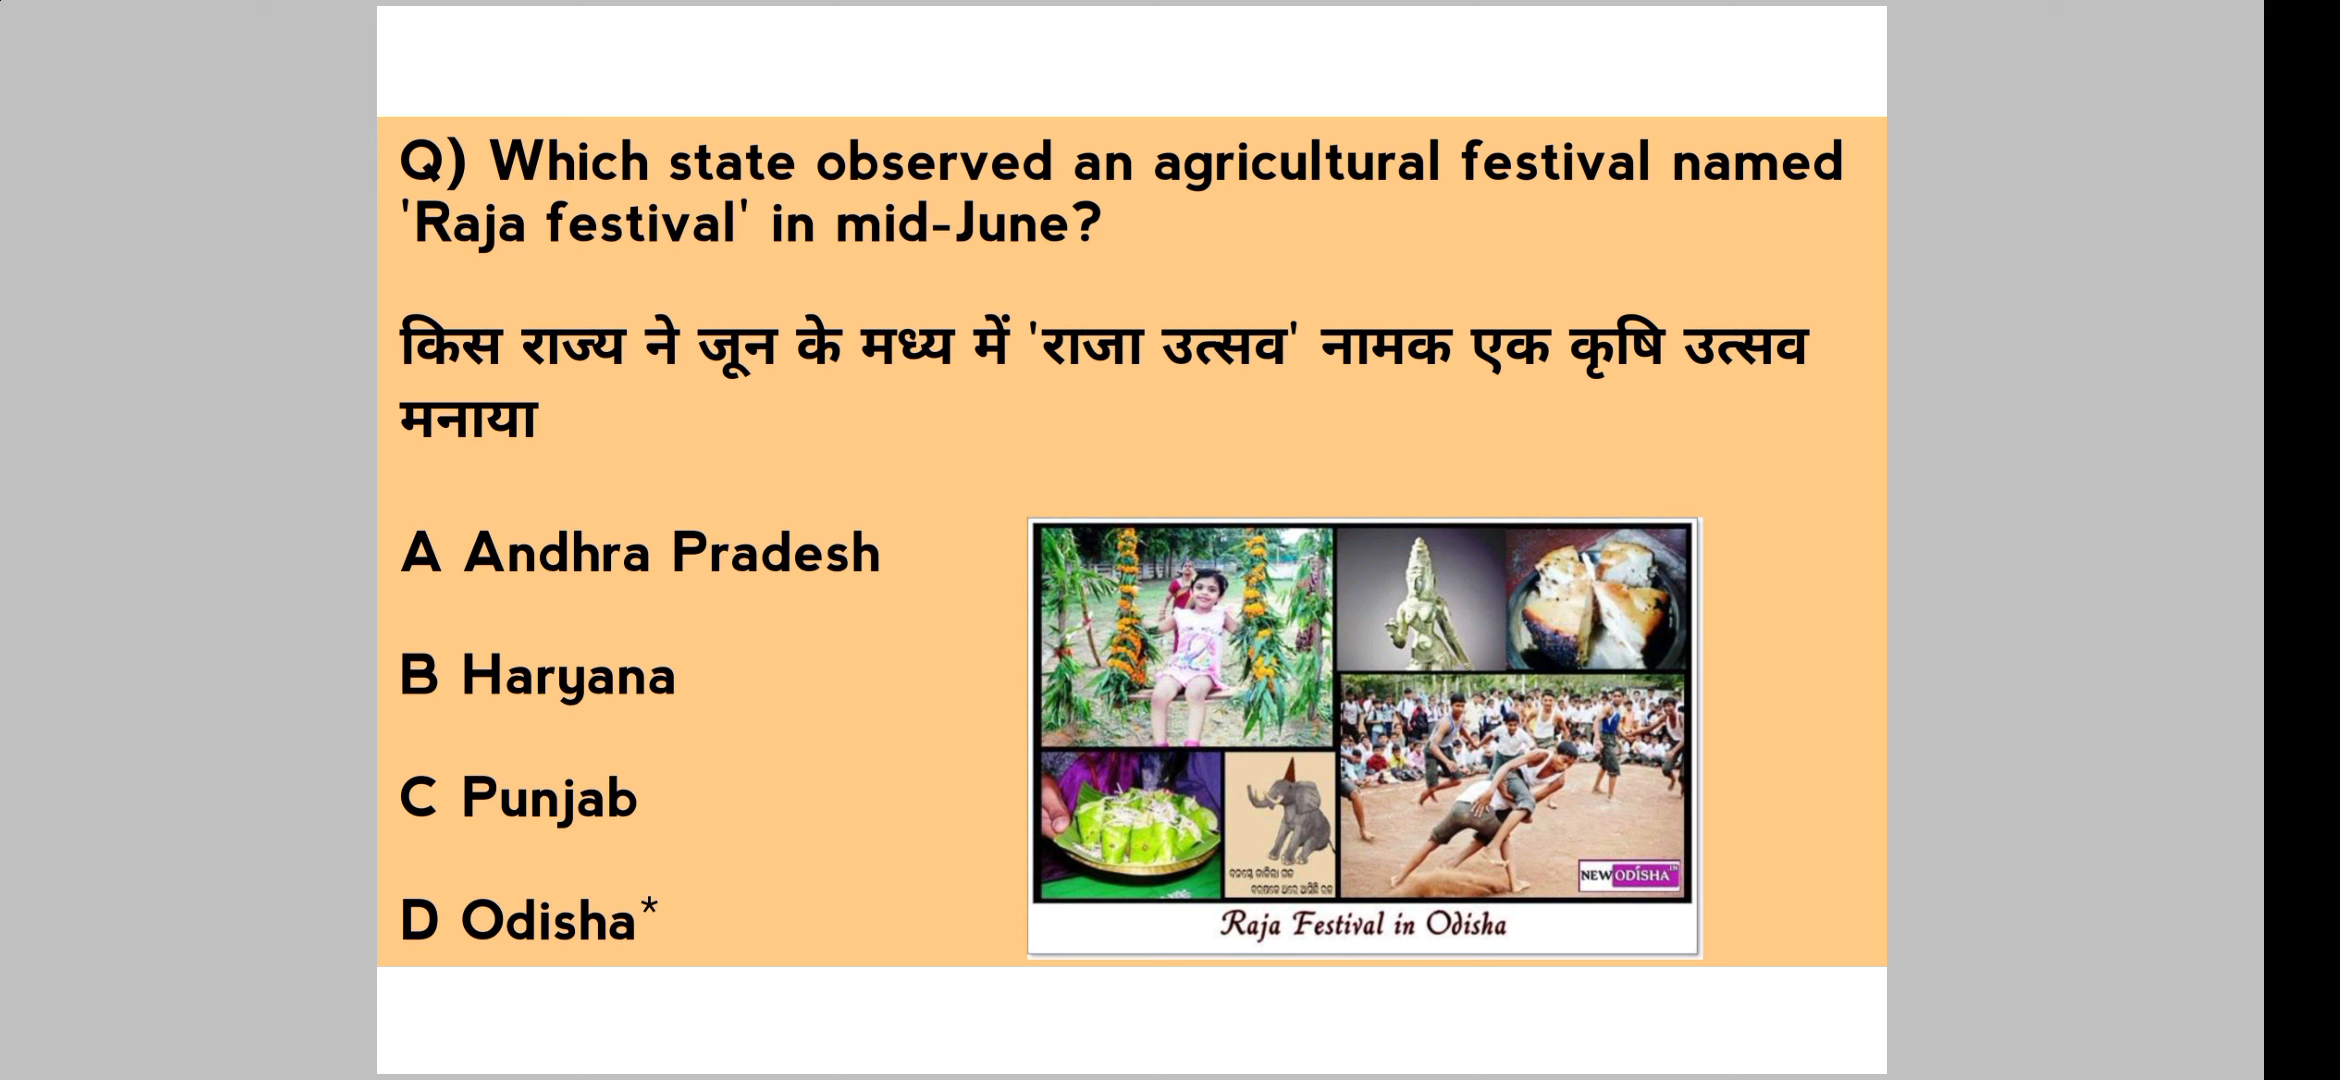 Q) Which state observed an agricultural festival named
'Raja festival' in mid-June?
किस राज्य ने जून के मध्य में 'राजा उत्सव' नामक एक कृषि उत्सव
मनाया
A Andhra Pradesh
B Haryana
C Punjab
D Odisha*
NEW ODISHA
Raja Festival in Odisha